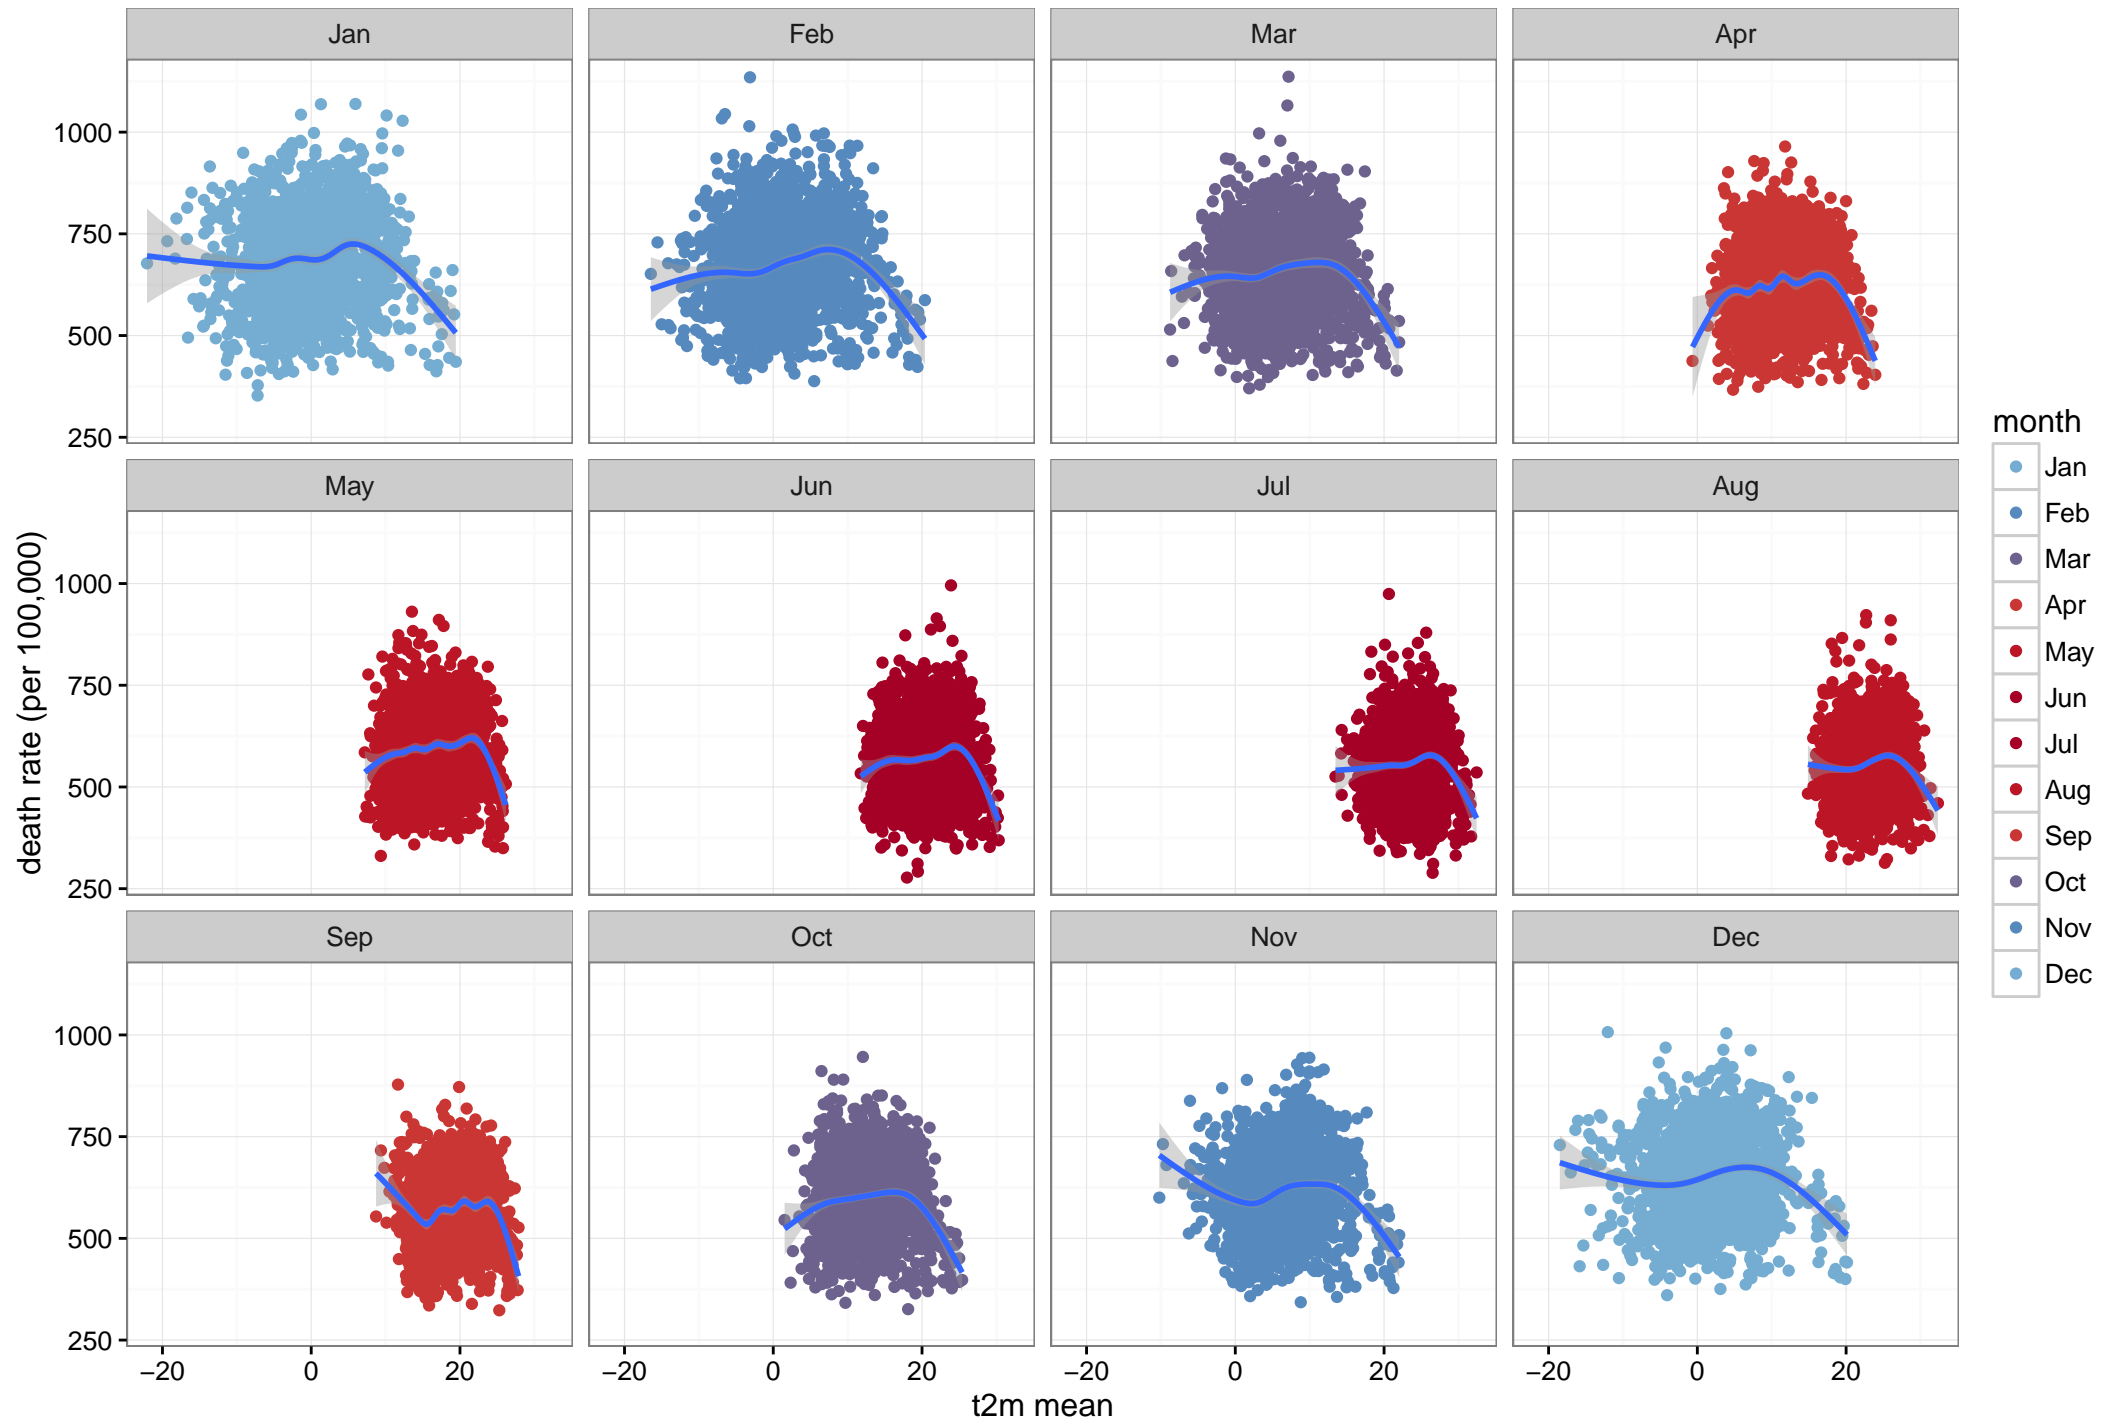 Jan Feb Mar Apr
1000
750
500
250
May Jun Jul Aug
1000
750
500
250
Sep Oct Nov Dec
1000
750
500
250
−20 0 20 −20 0 20 −20 0 20 −20 0 20
t2m mean
death rate (per 100,000)
month
Jan
Feb
Mar
Apr
May
Jun
Jul
Aug
Sep
Oct
Nov
Dec